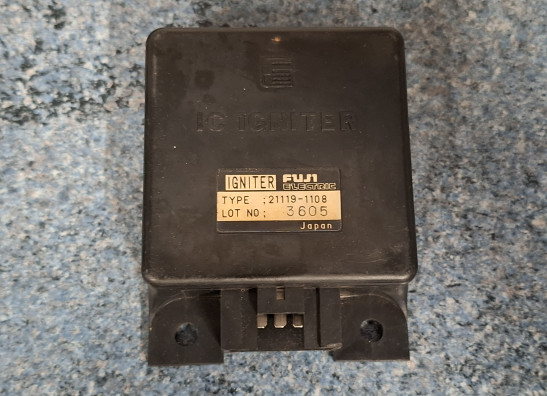 IC IGNITER
IGNITER FUJI ELECTRIC
TYPE ;21119-1108
LOT NO; 3605
Japan